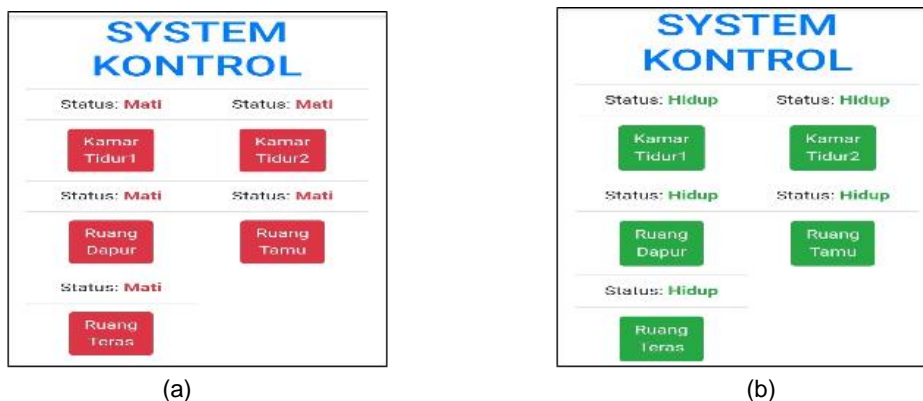 SYSTEM
KONTROL
Status: Mati
Status: Mati
Kamar
Tidur1
Kamar
Tidur2
Status: Mati
Status: Mati
Ruang
Dapur
Ruang
Tamu
Status: Mati
Ruang
Teras
(a)
SYSTEM
KONTROL
Status: Hidup
Status: Hidup
Kamar
Tidur1
Kamar
Tidur2
Status: Hidup
Status: Hidup
Ruang
Dapur
Ruang
Tamu
Status: Hidup
Ruang
Teras
(b)